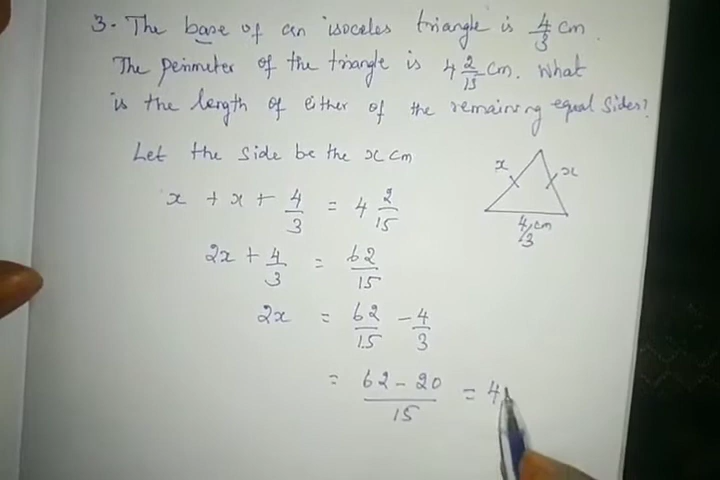 3. The base of an isoceles triangle is 4/3 cm.
The perimeter of the triangle is 4 2/15 cm. What
is the length of either of the remaining equal sides?
Let the side be the x cm
x + x + 4/3 = 4 2/15
2x + 4/3 = 62/15
2x = 62/15 - 4/3
= 62 - 20 / 15 = 4
x x
4/3 cm